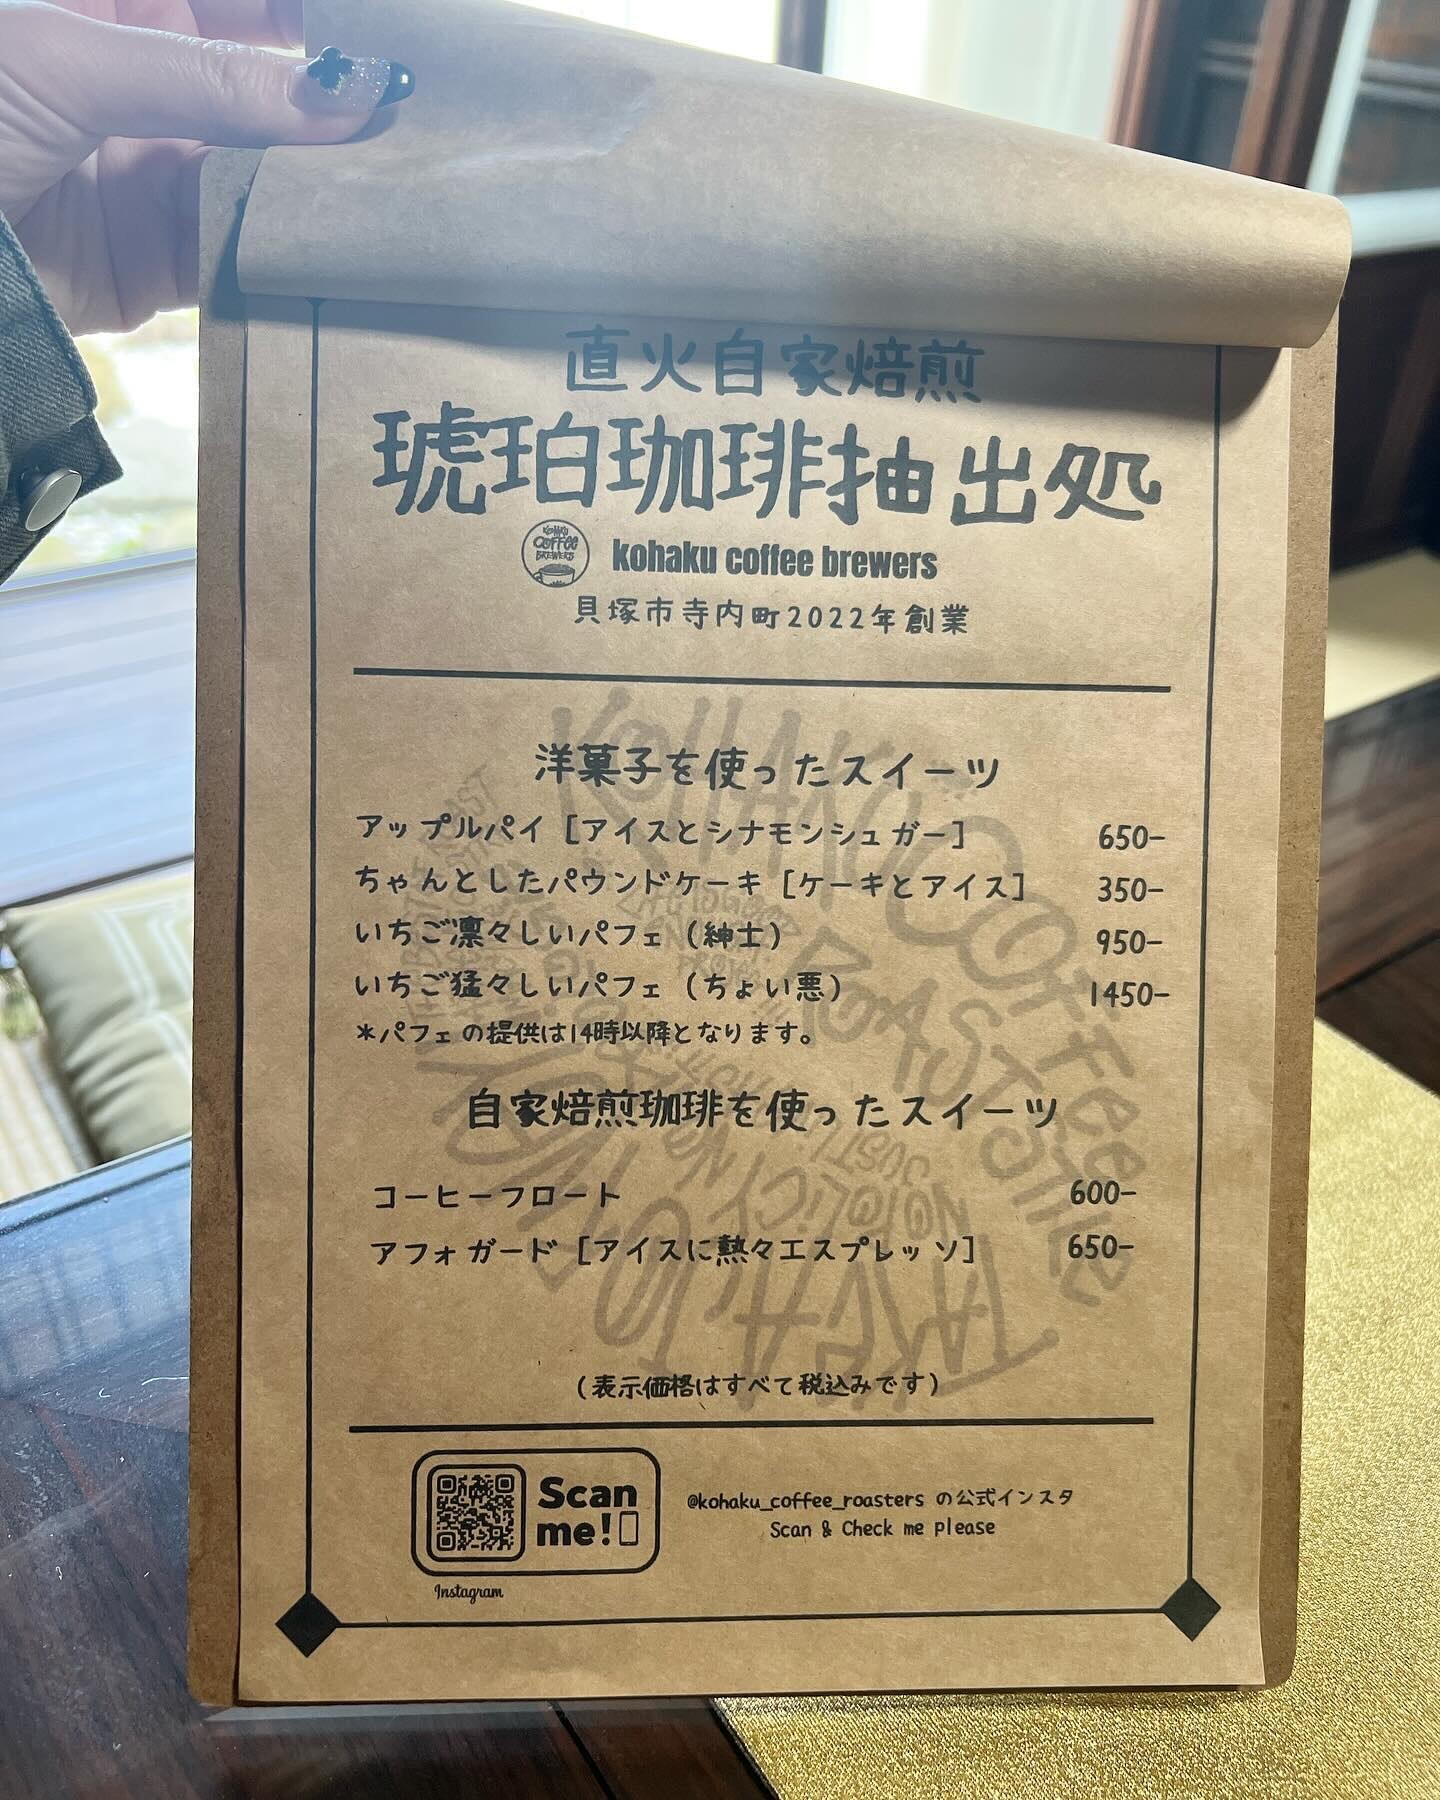 直火自家焙煎
琥珀珈琲抽出処
KOHAKU COFFEE BREWERS
kohaku coffee brewers
貝塚市寺内町2022年創業
洋菓子を使ったスイーツ
アップルパイ［アイスとシナモンシュガー］ 650-
ちゃんとしたパウンドケーキ［ケーキとアイス］ 350-
いちご凛々しいパフェ（紳士） 950-
いちご猛々しいパフェ（ちょい悪） 1450-
＊パフェの提供は14時以降となります。
自家焙煎珈琲を使ったスイーツ
コーヒーフロート 600-
アフォガード［アイスに熱々エスプレッソ］ 650-
（表示価格はすべて税込みです）
Scan
me!
@kohaku_coffee_roasters の公式インスタ
Scan & Check me please
Instagram
KOHAKU COFFEE
ROASTERS
TAKEA